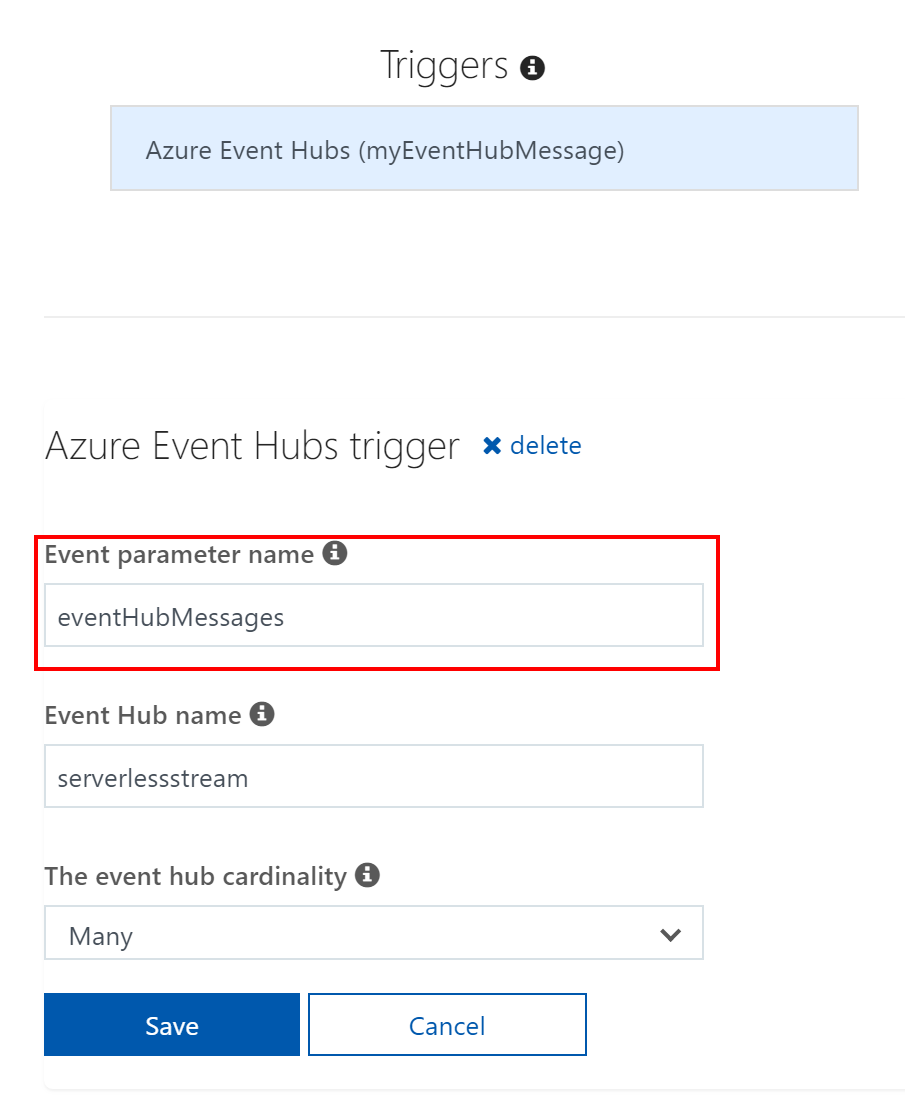 Triggers
Azure Event Hubs (myEventHubMessage)
Azure Event Hubs trigger delete
Event parameter name
eventHubMessages
Event Hub name
serverlessstream
The event hub cardinality
Many
Save Cancel